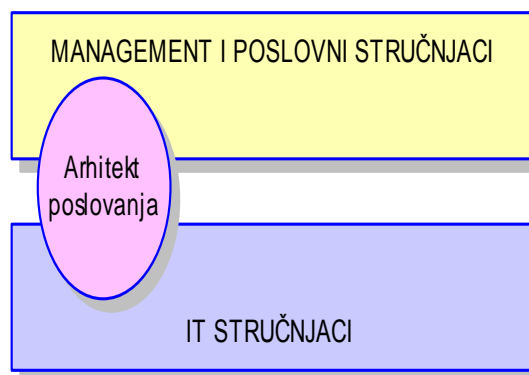 MANAGEMENT I POSLOVNI STRUČNJACI
Arhitekt
poslovanja
IT STRUČNJACI